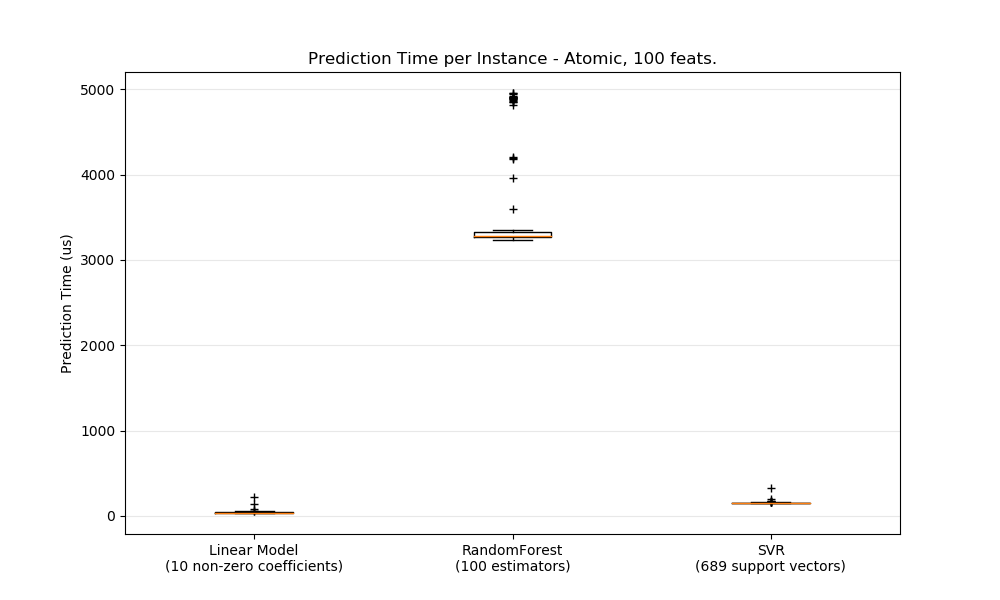 Prediction Time per Instance - Atomic, 100 feats.
Prediction Time (us)
5000
4000
3000
2000
1000
0
Linear Model
(10 non-zero coefficients)
RandomForest
(100 estimators)
SVR
(689 support vectors)